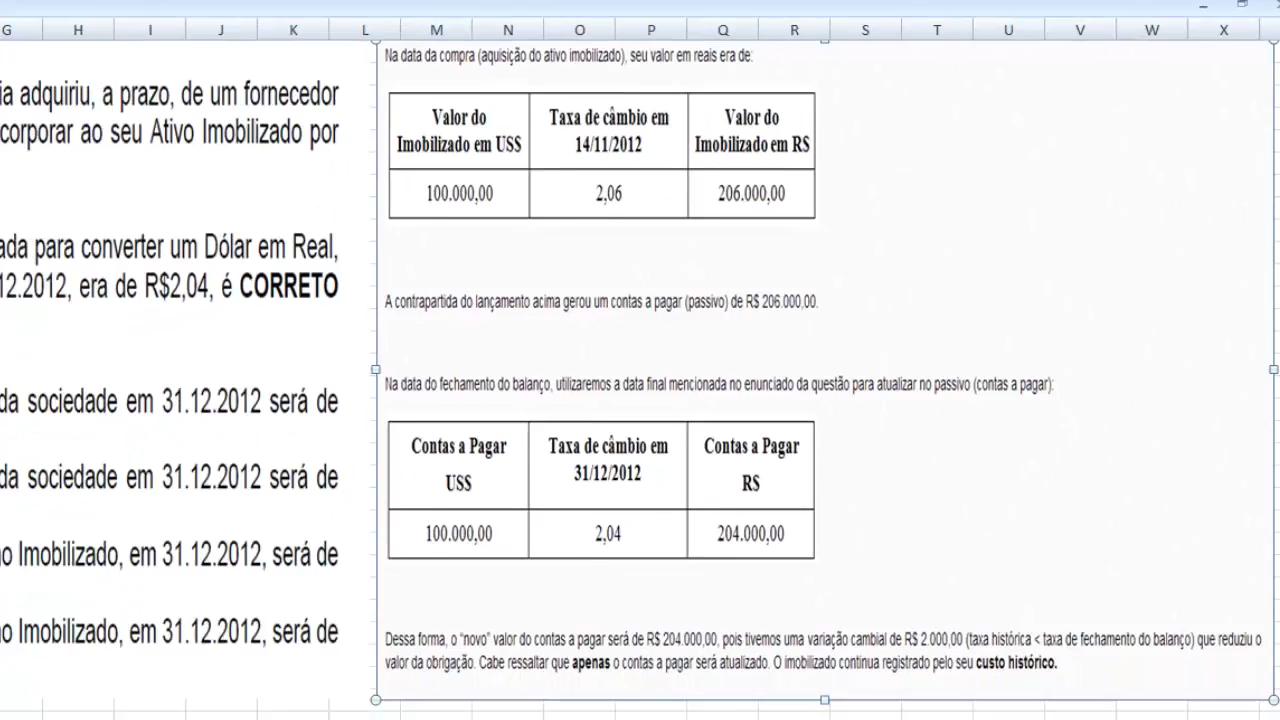 G H I J K L M N O P Q R S T U V W X
ia adquiriu, a prazo, de um fornecedor
corporar ao seu Ativo Imobilizado por
ada para converter um Dólar em Real,
12.2012, era de R$2,04, é CORRETO
da sociedade em 31.12.2012 será de
da sociedade em 31.12.2012 será de
o Imobilizado, em 31.12.2012, será de
o Imobilizado, em 31.12.2012, será de
Na data da compra (aquisição do ativo imobilizado), seu valor em reais era de:
Valor do Imobilizado em US$ Taxa de câmbio em 14/11/2012 Valor do Imobilizado em R$
100.000,00 2,06 206.000,00
A contrapartida do lançamento acima gerou um contas a pagar (passivo) de R$ 206.000,00.
Na data do fechamento do balanço, utilizaremos a data final mencionada no enunciado da questão para atualizar no passivo (contas a pagar):
Contas a Pagar US$ Taxa de câmbio em 31/12/2012 Contas a Pagar R$
100.000,00 2,04 204.000,00
Dessa forma, o “novo” valor do contas a pagar será de R$ 204.000,00, pois tivemos uma variação cambial de R$ 2.000,00 (taxa histórica < taxa de fechamento do balanço) que reduziu o
valor da obrigação. Cabe ressaltar que apenas o contas a pagar será atualizado. O imobilizado continua registrado pelo seu custo histórico.